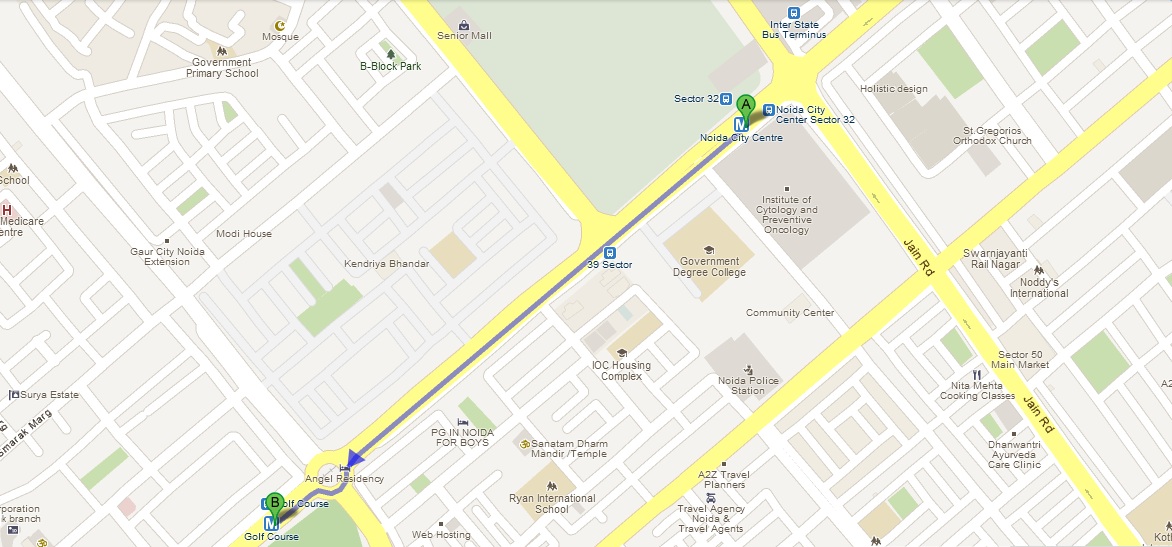 Mosque
Senior Mall
Inter State
Bus Terminus
Government
Primary School
B-Block Park
Holistic design
Sector 32
A
Noida City
Center Sector 32
M
Noida City Centre
St.Gregorios
Orthodox Church
School
H
Medicare
entre
Institute of
Cytology and
Preventive
Oncology
Modi House
Gaur City Noida
Extension
Kendriya Bhandar
39 Sector
Government
Degree College
Jain Rd
Swarnjayanti
Rail Nagar
Noddy's
International
Community Center
IOC Housing
Complex
Noida Police
Station
Sector 50
Main Market
Nita Mehta
Cooking Classes
A2
Surya Estate
Smarak Marg
Jain Rd
PG IN NOIDA
FOR BOYS
Sanatam Dharm
Mandir /Temple
Dhanwantri
Ayurveda
Care Clinic
Angel Residency
A2Z Travel
Planners
Ryan International
School
Travel Agency
Noida &
Travel Agents
B
olf Course
M
Golf Course
rporation
k branch
Web Hosting
Kotl